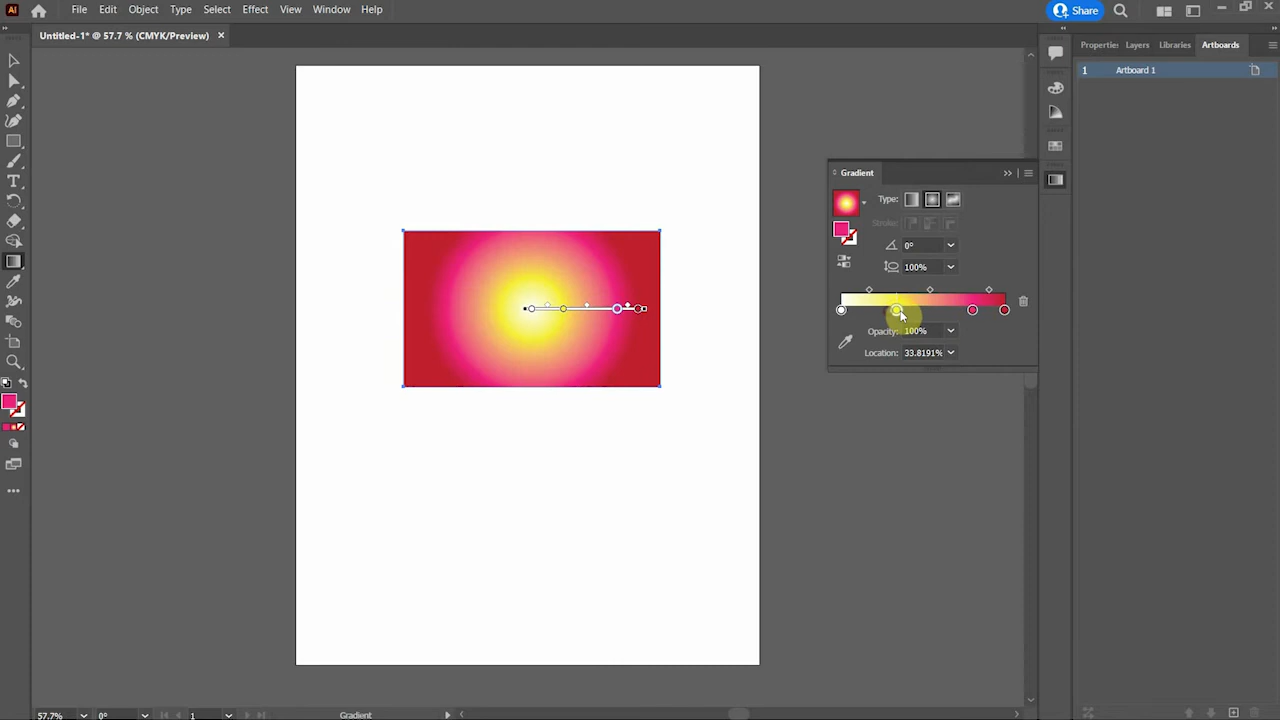 Ai File Edit Object Type Select Effect View Window Help Share
Untitled-1* @ 57.7 % (CMYK/Preview) ×
Properties Layers Libraries Artboards
1 Artboard 1
Gradient
Type:
Stroke:
0°
100%
Opacity: 100%
Location: 33.8191%
57.7% 0° 1 Gradient